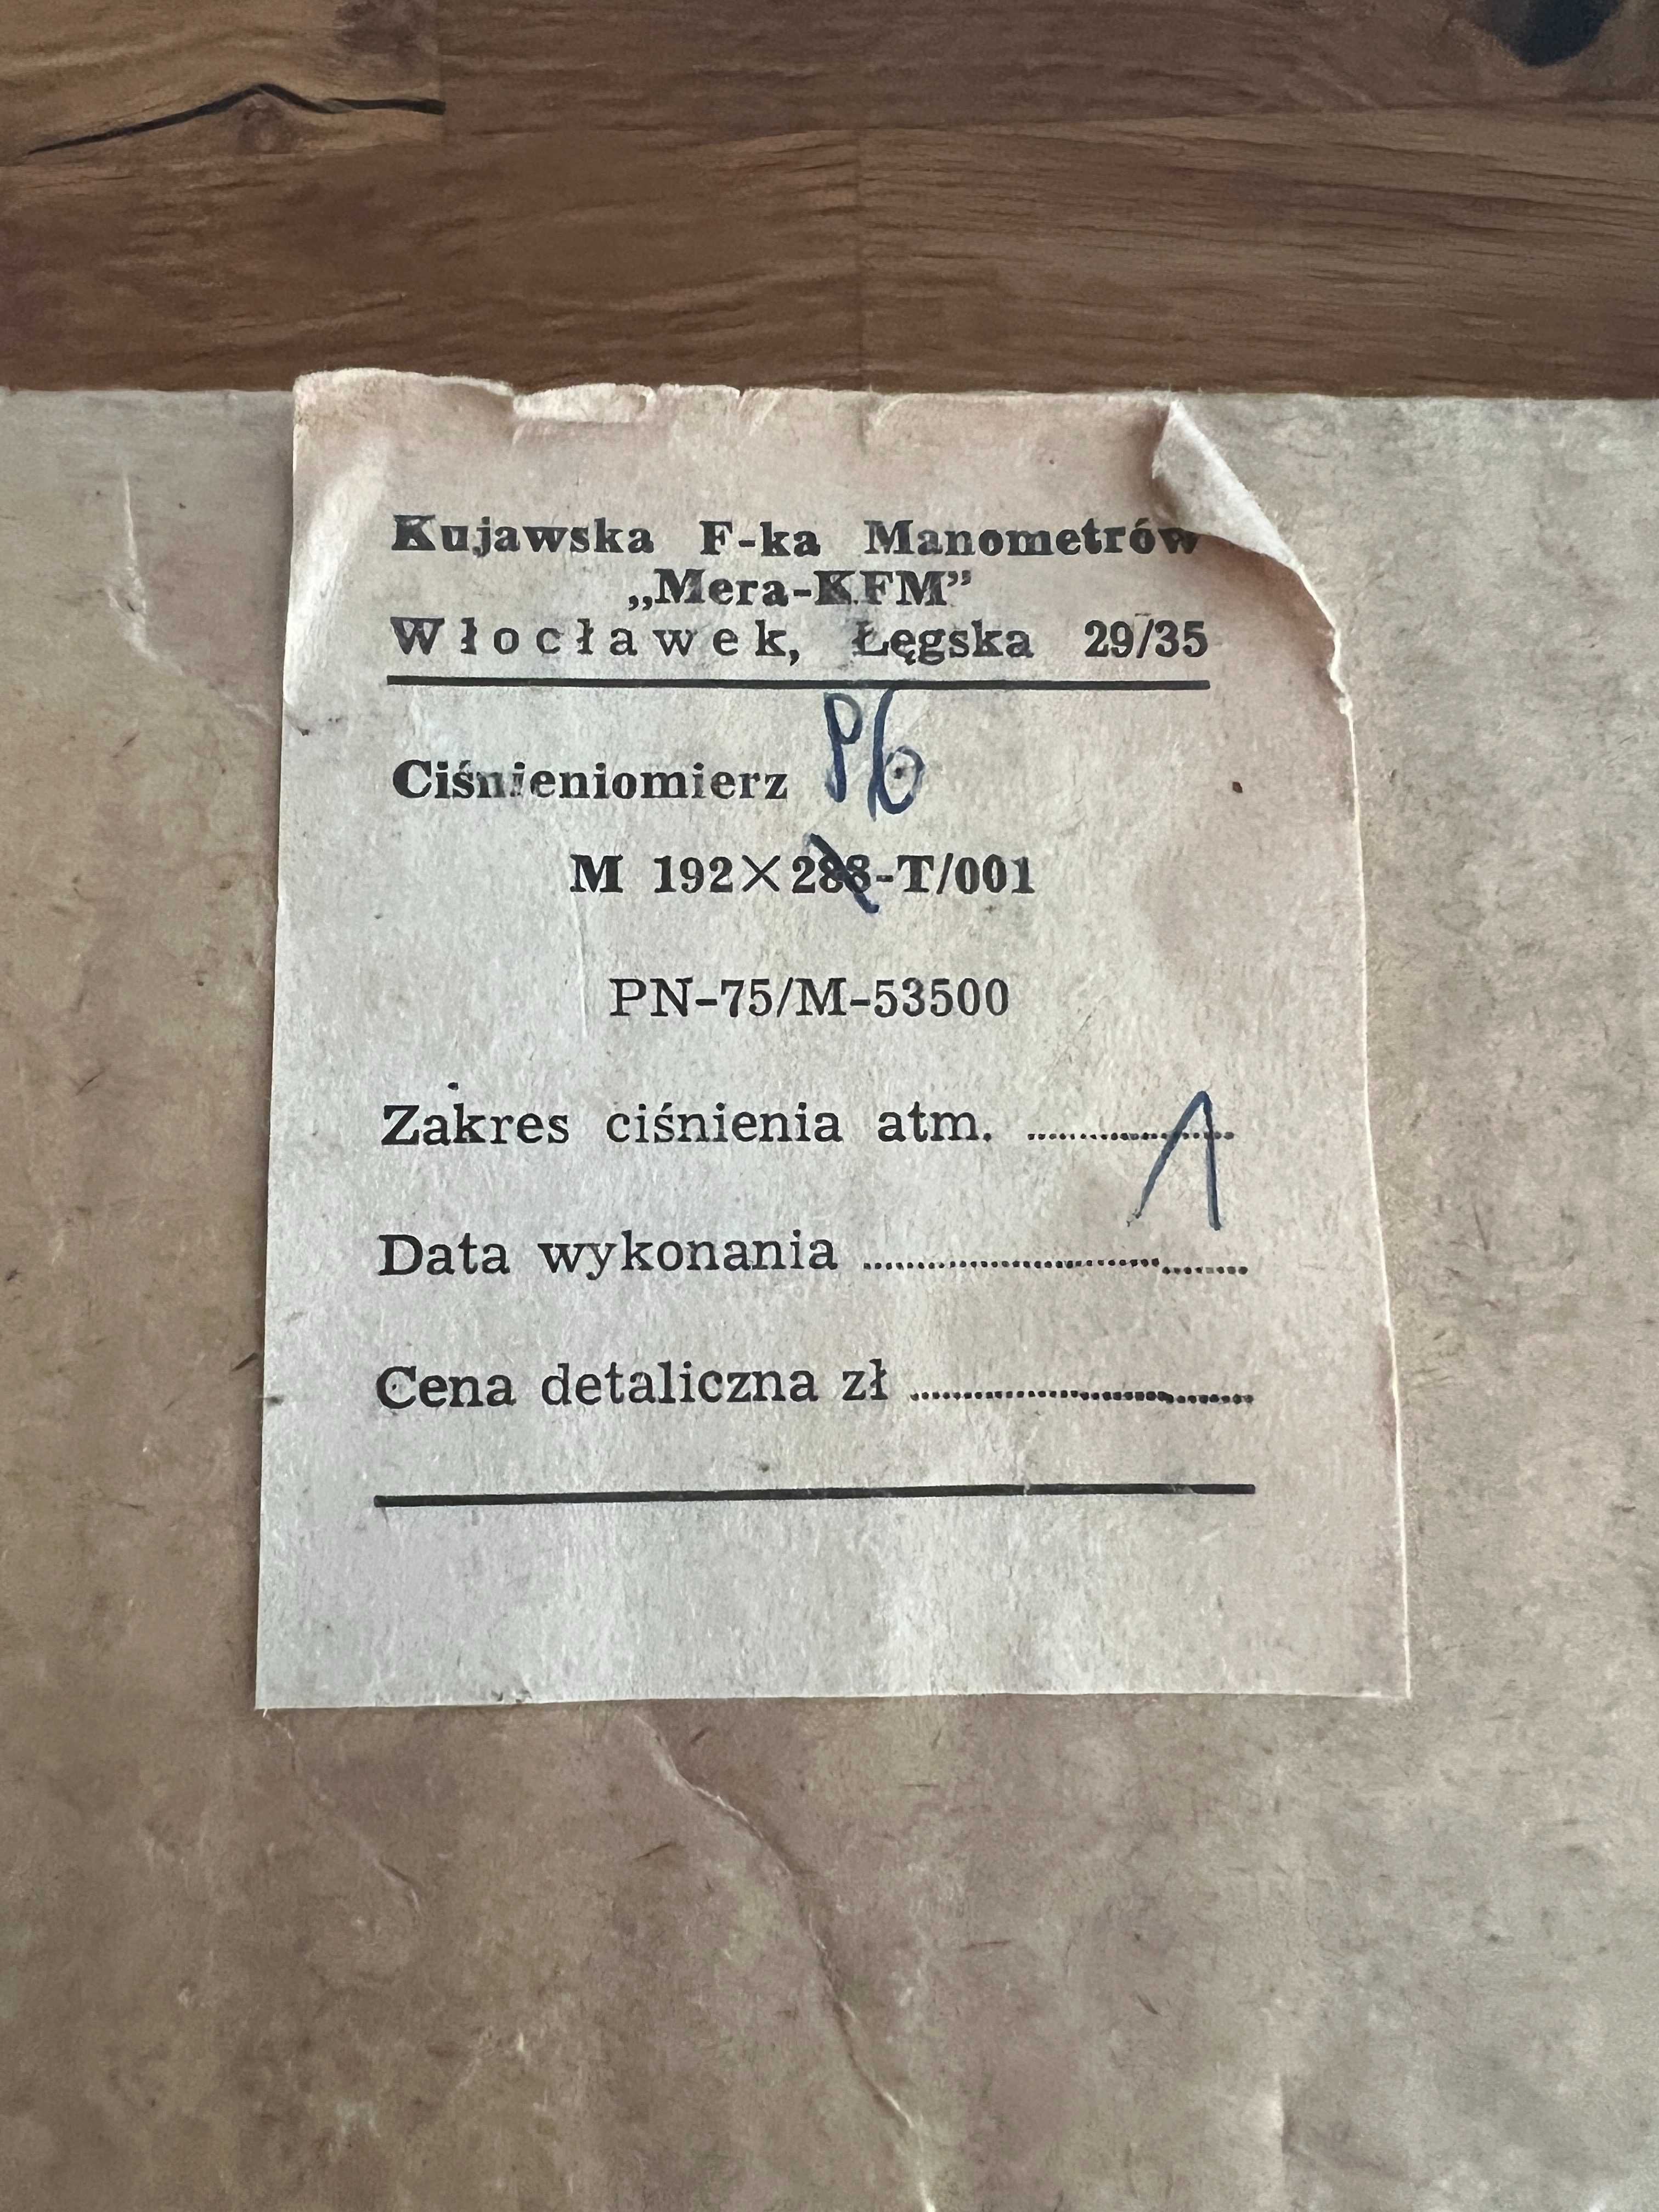 Kujawska F-ka Manometrów
„Mera-KFM”
Włocławek, Łęgska 29/35
Ciśnieniomierz
M 192×288-T/001
PN-75/M-53500
Zakres ciśnienia atm. ........... 1
Data wykonania ...........
Cena detaliczna zł ...........